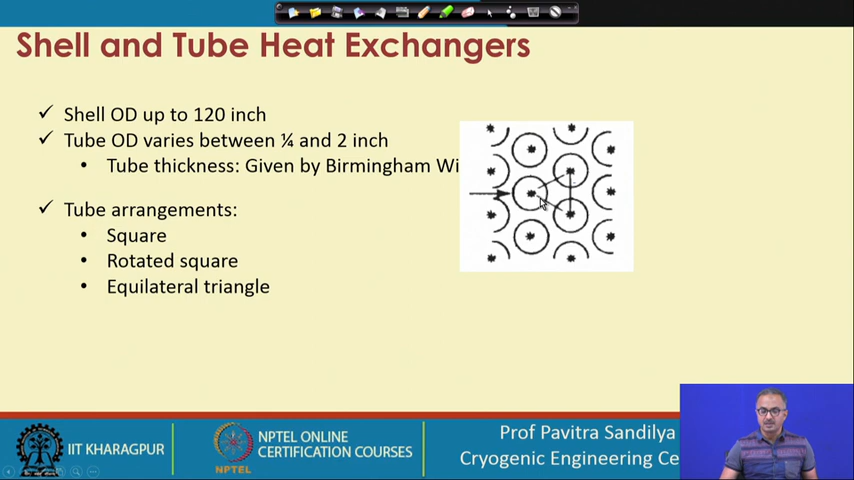 Shell and Tube Heat Exchangers
✓ Shell OD up to 120 inch
✓ Tube OD varies between ¼ and 2 inch
• Tube thickness: Given by Birmingham Wi
✓ Tube arrangements:
• Square
• Rotated square
• Equilateral triangle
IIT KHARAGPUR
NPTEL
NPTEL ONLINE
CERTIFICATION COURSES
Prof Pavitra Sandilya
Cryogenic Engineering Ce